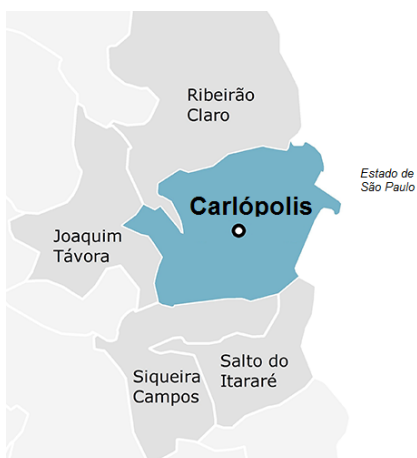 Ribeirão
Claro
Estado de
São Paulo
Carlópolis
Joaquim
Távora
Salto do
Itararé
Siqueira
Campos